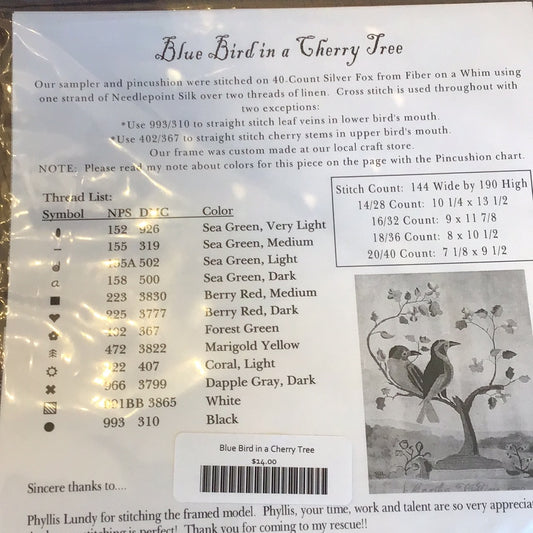 Blue Bird in a Cherry Tree
Our sampler and pincushion were stitched on 40-Count Silver Fox from Fiber on a Whim using
one strand of Needlepoint Silk over two threads of linen. Cross stitch is used throughout with
two exceptions:
*Use 993/310 to straight stitch leaf veins in lower bird's mouth.
*Use 402/367 to straight stitch cherry stems in upper bird's mouth.
Our frame was custom made at our local craft store.
NOTE: Please read my note about colors for this piece on the page with the Pincushion chart.
Stitch Count: 144 Wide by 190 High
14/28 Count: 10 1/4 x 13 1/2
16/32 Count: 9 x 11 7/8
18/36 Count: 8 x 10 1/2
20/40 Count: 7 1/8 x 9 1/2
Thread List:
Symbol NPS DMC Color
152 926 Sea Green, Very Light
155 319 Sea Green, Medium
502 Sea Green, Light
a 158 500 Sea Green, Dark
223 3830 Berry Red, Medium
925 3777 Berry Red, Dark
402 367 Forest Green
472 3822 Marigold Yellow
407 Coral, Light
966 3799 Dapple Gray, Dark
3865 White
993 310 Black
Blue Bird in a Cherry Tree
$14.00
Sincere thanks to....
Phyllis Lundy for stitching the framed model. Phyllis, your time, work and talent are so very
stitching is perfect! Thank you for coming to my rescue!!